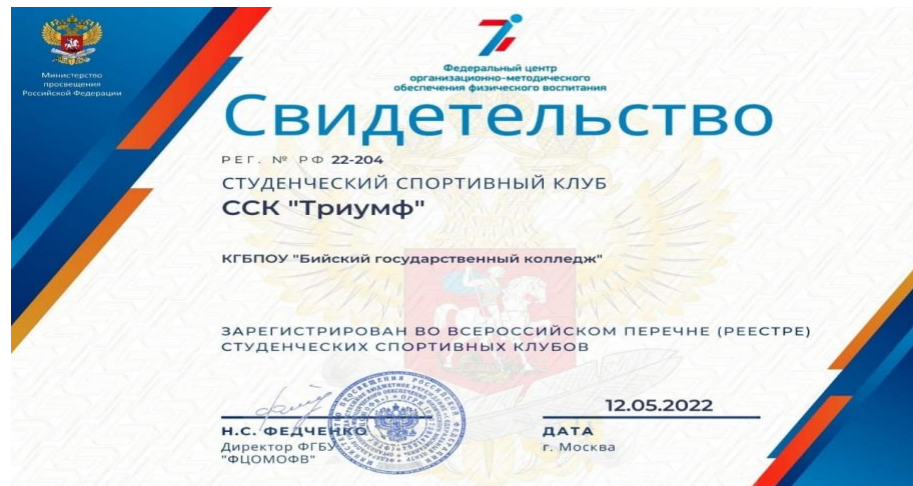 Министерство
просвещения
Российской Федерации
Федеральный центр
организационно-методического
обеспечения физического воспитания
Свидетельство
РЕГ. № РФ 22-204
СТУДЕНЧЕСКИЙ СПОРТИВНЫЙ КЛУБ
ССК "Триумф"
КГБПОУ "Бийский государственный колледж"
ЗАРЕГИСТРИРОВАН ВО ВСЕРОССИЙСКОМ ПЕРЕЧНЕ (РЕЕСТРЕ)
СТУДЕНЧЕСКИХ СПОРТИВНЫХ КЛУБОВ
12.05.2022
Н.С. ФЕДЧЕНКО
ДАТА
Директор ФГБУ
г. Москва
"ФЦОМОФВ"